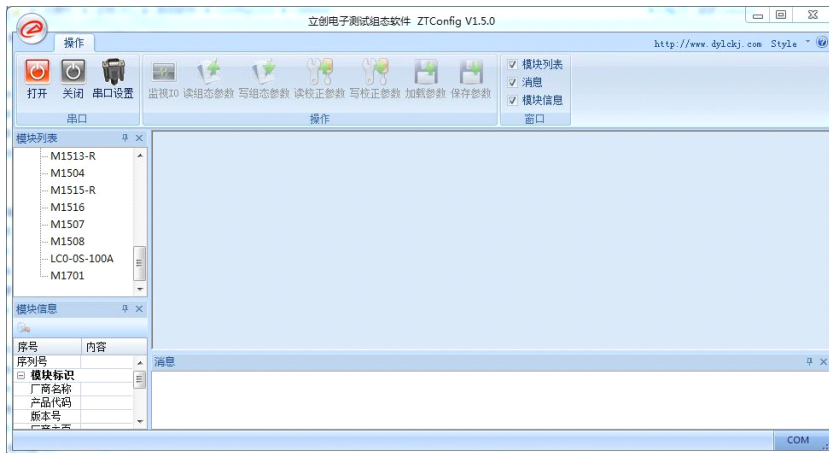 立创电子测试组态软件 ZTConfig V1.5.0
操作
http://www.dylckj.com Style
打开 关闭 串口设置 监视IO 读组态参数 写组态参数 读校正参数 写校正参数 加载参数 保存参数
模块列表
消息
模块信息
串口 操作 窗口
模块列表
M1513-R
M1504
M1515-R
M1516
M1507
M1508
LC0-0S-100A
M1701
模块信息
序号 内容
序列号
模块标识
厂商名称
产品代码
版本号
消息
COM